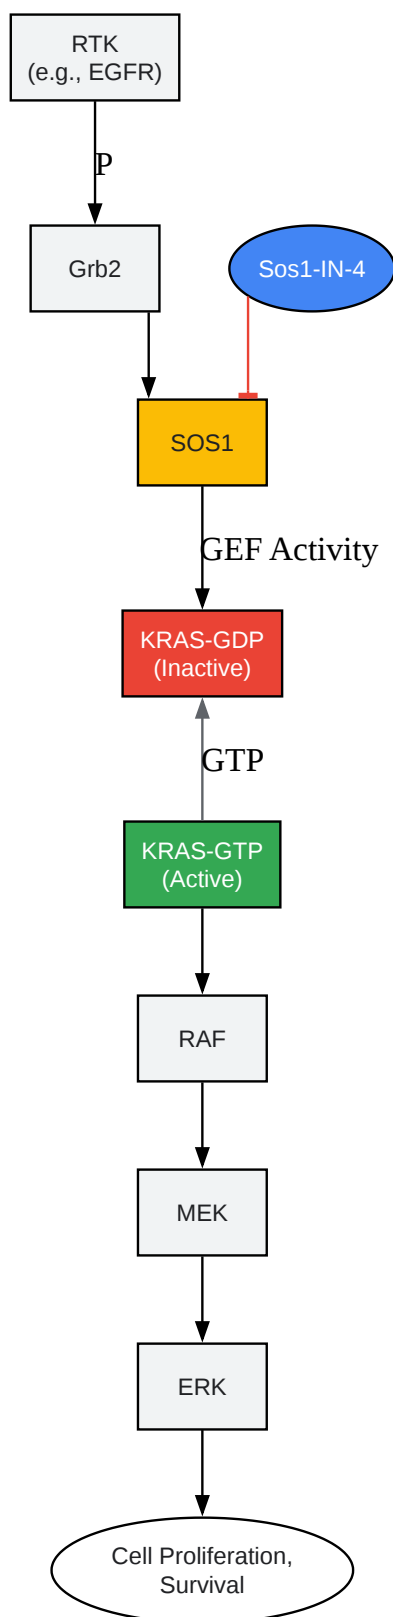 RTK
(e.g., EGFR)
P
Grb2
Sos1-IN-4
SOS1
GEF Activity
KRAS-GDP
(Inactive)
GTP
KRAS-GTP
(Active)
RAF
MEK
ERK
Cell Proliferation,
Survival